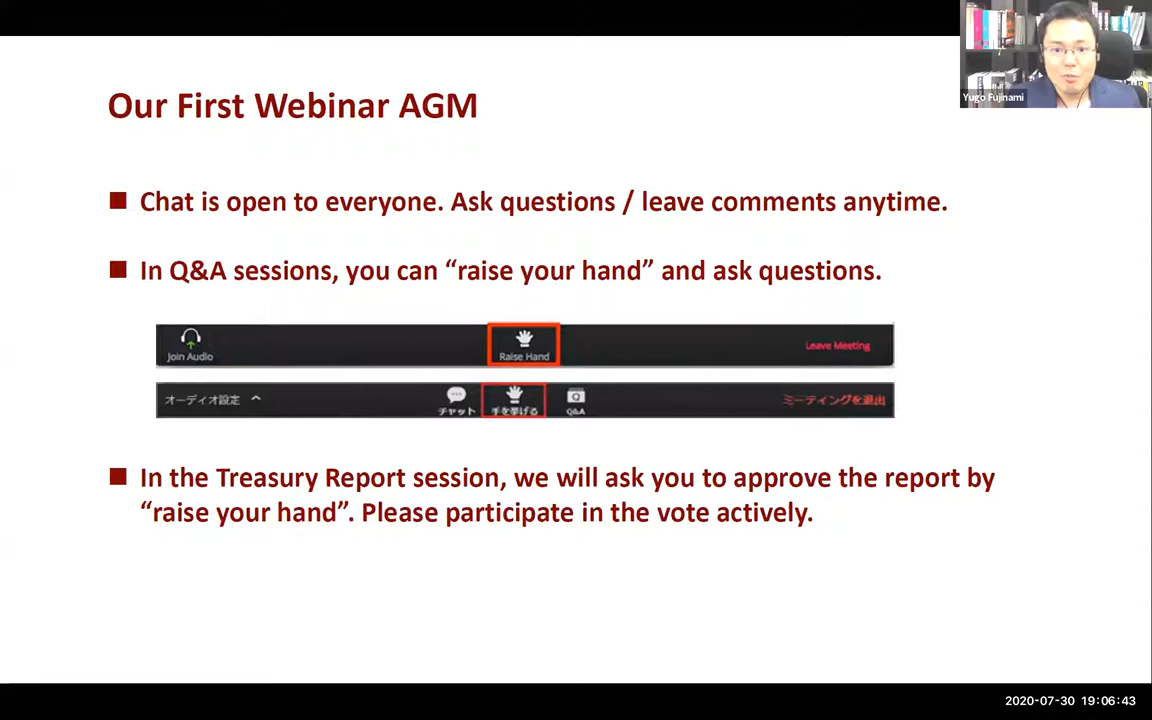 Yugo Fujinami
Our First Webinar AGM
Chat is open to everyone. Ask questions / leave comments anytime.
In Q&A sessions, you can “raise your hand” and ask questions.
Join Audio
Raise Hand
Leave Meeting
オーディオ設定
チャット
手を挙げる
Q&A
ミーティングを退出
In the Treasury Report session, we will ask you to approve the report by
“raise your hand”. Please participate in the vote actively.
2020-07-30 19:06:43